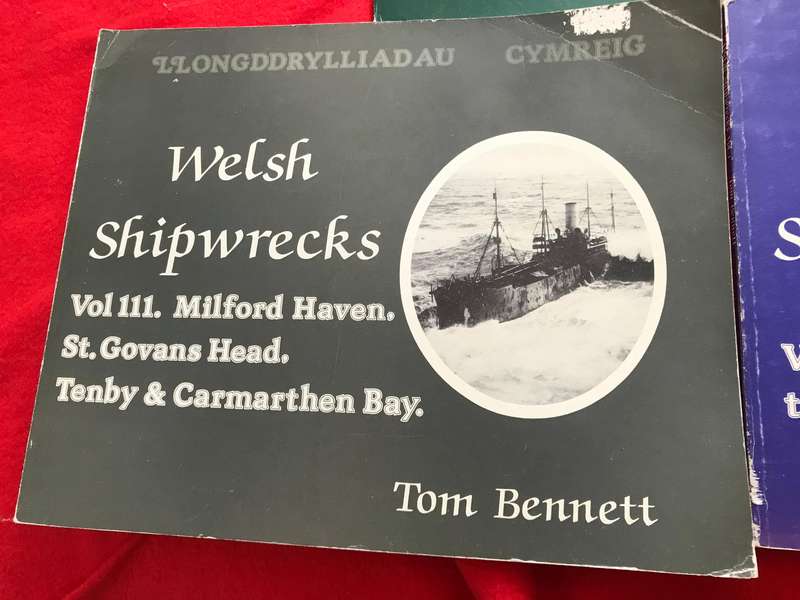 LLONGDDRYLLIADAU CYMREIG
Welsh
Shipwrecks
Vol 111. Milford Haven,
St. Govans Head,
Tenby & Carmarthen Bay.
Tom Bennett
S
V
t